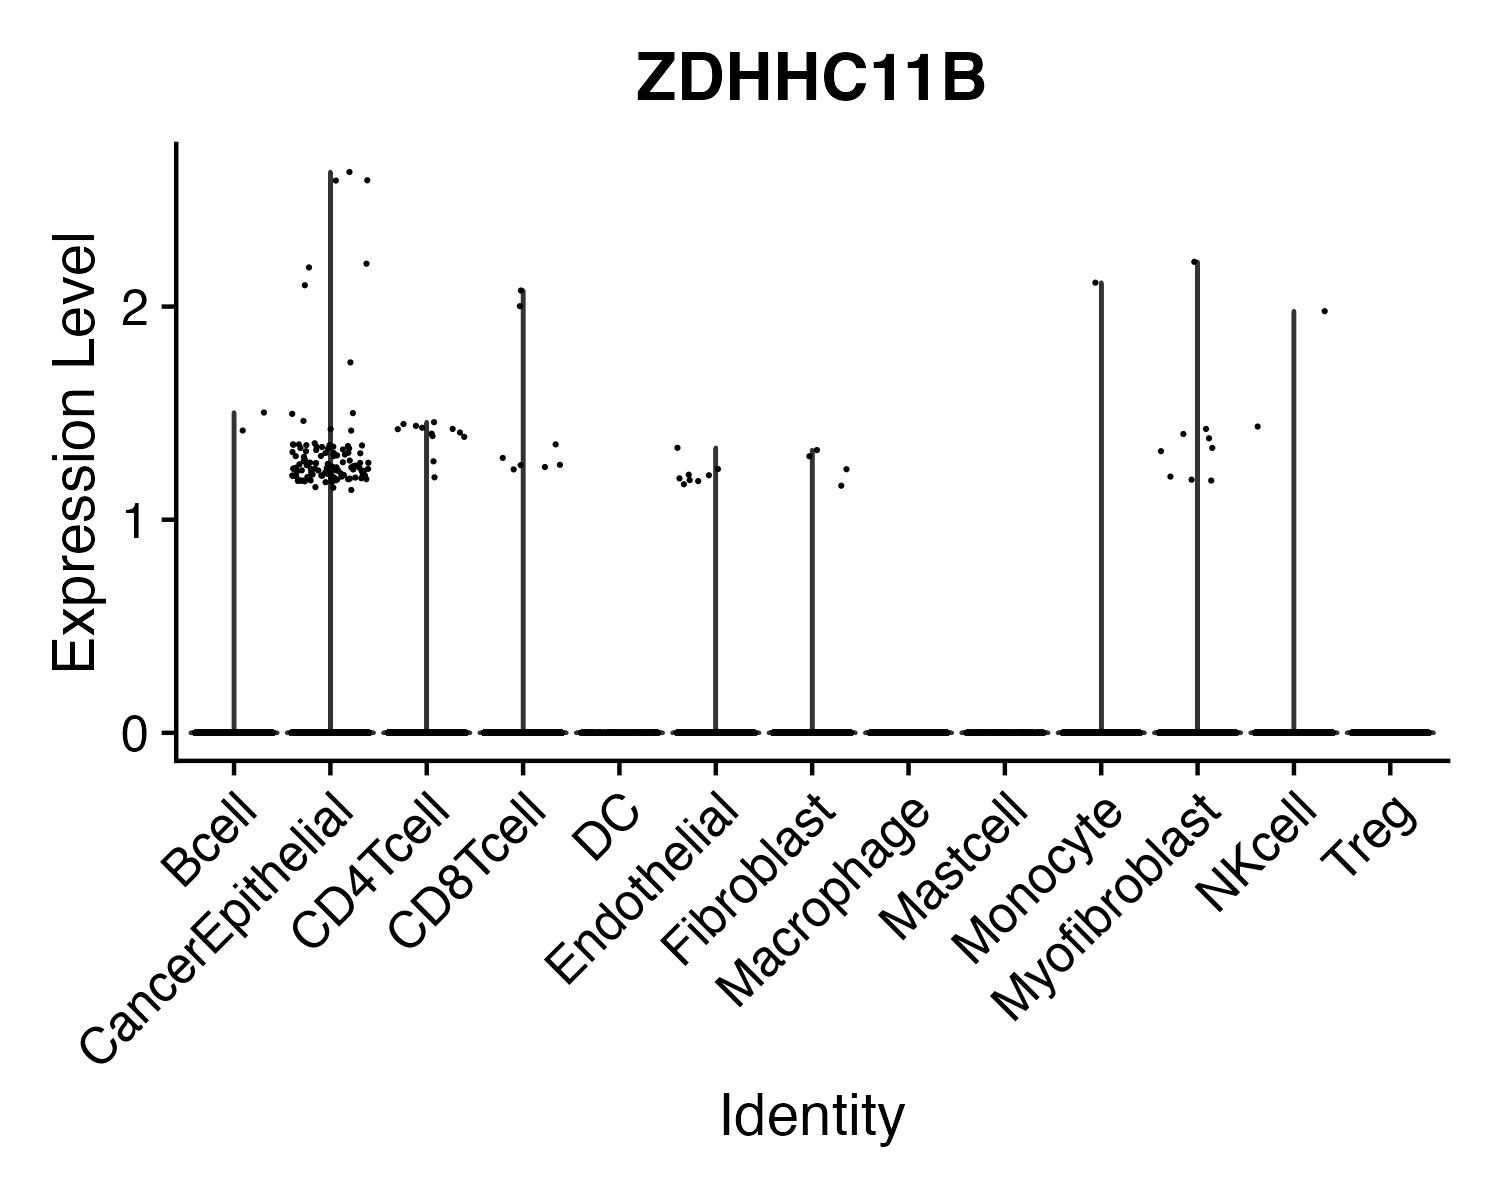 ZDHHC11B
Expression Level
2
1
0
Bcell
CancerEpithelial
CD4Tcell
CD8Tcell
DC
Endothelial
Fibroblast
Macrophage
Mastcell
Monocyte
Myofibroblast
NKcell
Treg
Identity